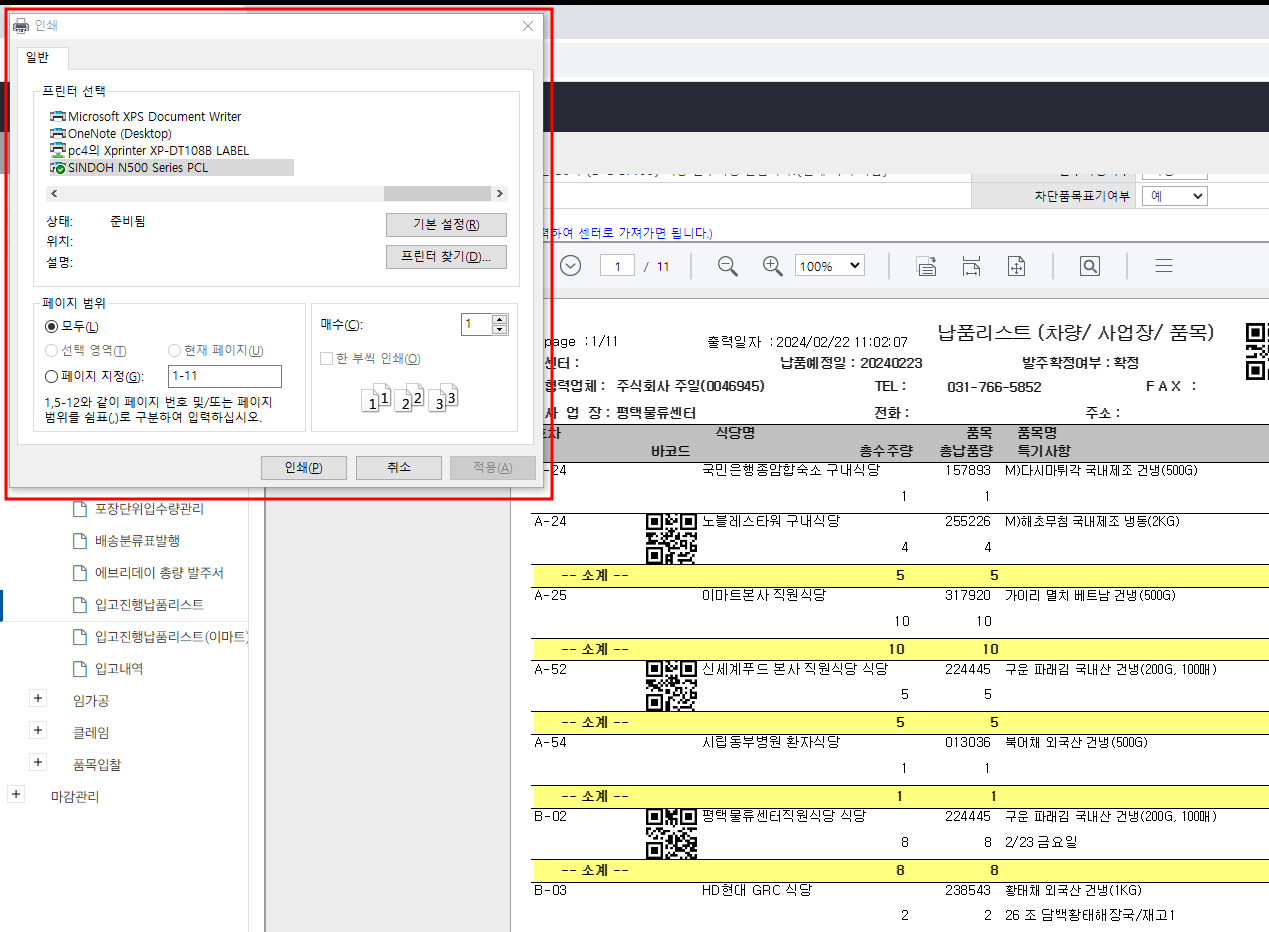 인쇄
일반
프린터 선택
Microsoft XPS Document Writer
OneNote (Desktop)
pc4의 Xprinter XP-DT108B LABEL
SINDOH N500 Series PCL
상태: 준비됨
위치:
설명:
기본 설정(R)
프린터 찾기(D)...
페이지 범위
모두(L)
선택 영역(T) 현재 페이지(U)
페이지 지정(G): 1-11
1,5-12와 같이 페이지 번호 및/또는 페이지
범위를 쉼표(,)로 구분하여 입력하십시오.
매수(C): 1
한 부씩 인쇄(O)
1 1 2 2 3 3
인쇄(P) 취소 적용(A)
포장단위입수량관리
배송분류표발행
에브리데이 총량 발주서
입고진행납품리스트
입고진행납품리스트(이마트)
입고내역
+ 임가공
+ 클레임
+ 품목입찰
+ 마감관리
차단품목표기여부 예
하여 센터로 가져가면 됩니다.)
1 / 11 100%
납품리스트 (차량/ 사업장/ 품목)
page :1/11 출력일자 :2024/02/22 11:02:07
센터 : 납품예정일 : 20240223 발주확정여부 : 확정
협력업체 : 주식회사 주일(0046945) TEL : 031-766-5852 FAX :
사 업 장 : 평택물류센터 전화 : 주소 :
호차 식당명 품목 품목명
바코드 총수주량 총납품량 특기사항
-24 국민은행종암합숙소 구내식당 157893 M)다시마튀각 국내제조 건냉(500G)
1 1
A-24 노블레스타워 구내식당 255226 M)해초무침 국내제조 냉동(2KG)
4 4
-- 소계 -- 5 5
A-25 이마트본사 직원식당 317920 가이리 멸치 베트남 건냉(500G)
10 10
-- 소계 -- 10 10
A-52 신세계푸드 본사 직원식당 식당 224445 구운 파래김 국내산 건냉(200G, 100매)
5 5
-- 소계 -- 5 5
A-54 시립동부병원 환자식당 013036 북어채 외국산 건냉(500G)
1 1
-- 소계 -- 1 1
B-02 평택물류센터직원식당 식당 224445 구운 파래김 국내산 건냉(200G, 100매)
8 8 2/23 금요일
-- 소계 -- 8 8
B-03 HD현대 GRC 식당 238543 황태채 외국산 건냉(1KG)
2 2 26 조 담백황태해장국/재고1